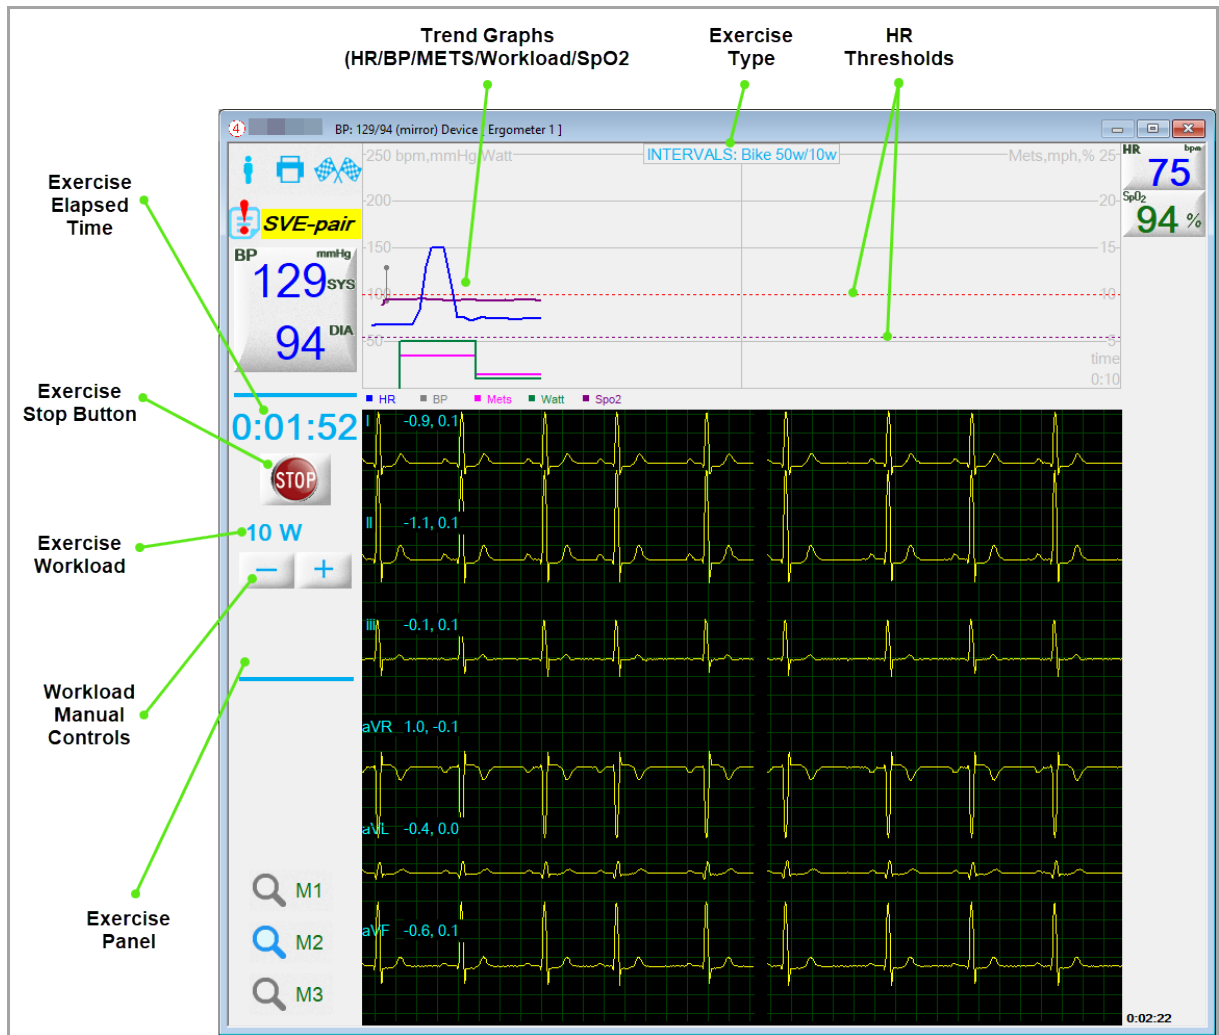 Trend Graphs
(HR/BP/METS/Workload/SpO2
Exercise
Type
HR
Thresholds
4
BP: 129/94 (mirror) Device [ Ergometer 1 ]
250 bpm,mmHg,Watt
INTERVALS: Bike 50w/10w
Mets,mph,% 25
HR bpm
75
SpO2
94 %
Exercise
Elapsed
Time
SVE-pair
BP mmHg
129 SYS
94 DIA
200
20
150
15
100
10
50
5
time
0:10
HR BP Mets Watt Spo2
Exercise
Stop Button
0:01:52
STOP
Exercise
Workload
10 W
− +
Workload
Manual
Controls
Exercise
Panel
M1
M2
M3
I -0.9, 0.1
II -1.1, 0.1
iii -0.1, 0.1
aVR 1.0, -0.1
aVL -0.4, 0.0
aVF -0.6, 0.1
0:02:22